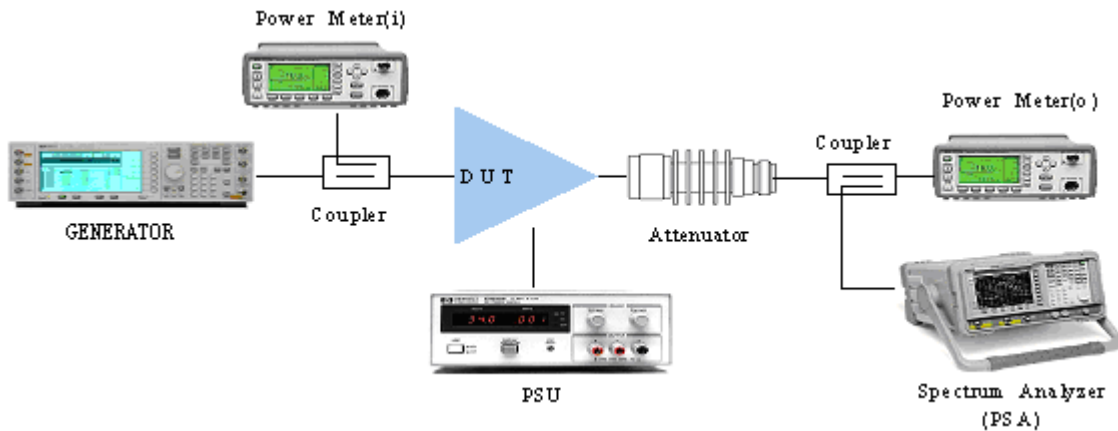 Power Meter(i)
Power Meter(o)
Coupler
DUT
Coupler
GENERATOR
Attenuator
PSU
Spectrum Analyzer
(PSA)